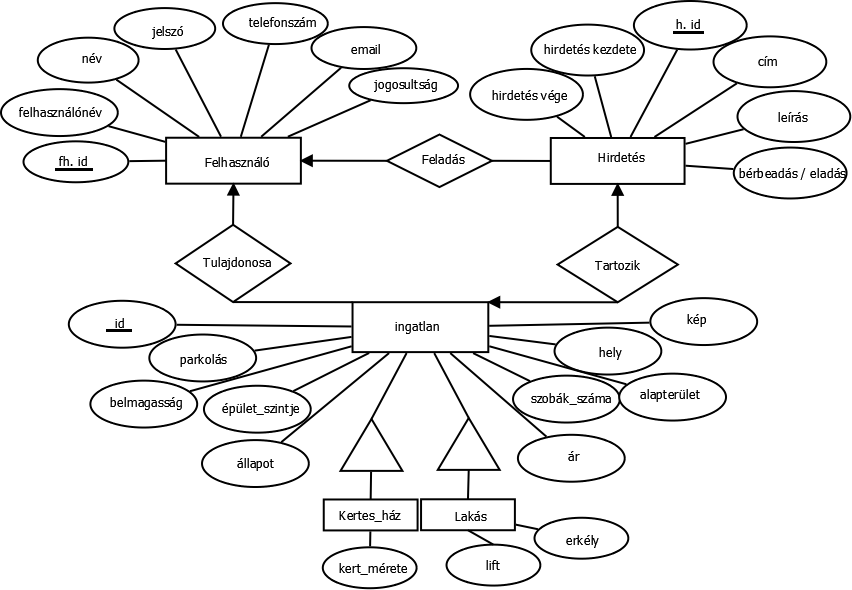 telefonszám
h. id
jelszó
email
hirdetés kezdete
név
cím
jogosultság
hirdetés vége
felhasználónév
leírás
fh. id
Felhasználó
Feladás
Hirdetés
bérbeadás / eladás
Tulajdonosa
Tartozik
id
ingatlan
kép
parkolás
hely
belmagasság
épület_szintje
szobák_száma
alapterület
állapot
ár
Kertes_ház
Lakás
erkély
kert_mérete
lift